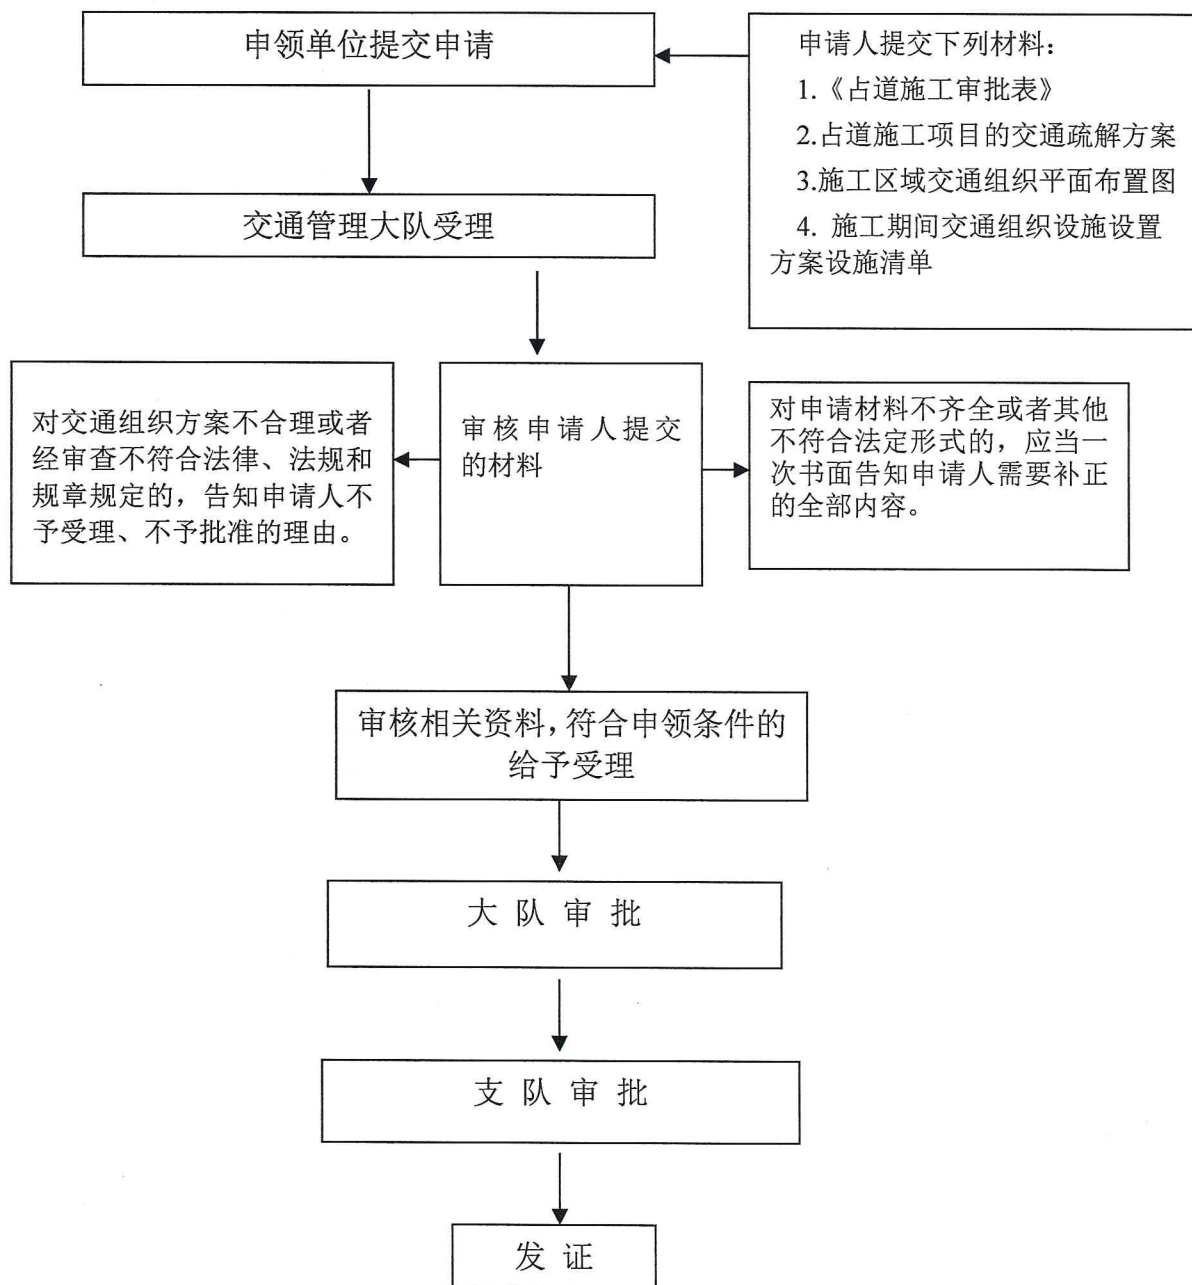 申领单位提交申请
申请人提交下列材料：
1.《占道施工审批表》
2.占道施工项目的交通疏解方案
3.施工区域交通组织平面布置图
4. 施工期间交通组织设施设置
方案设施清单
交通管理大队受理
对交通组织方案不合理或者
经审查不符合法律、法规和
规章规定的，告知申请人不
予受理、不予批准的理由。
审核申请人提交
的材料
对申请材料不齐全或者其他
不符合法定形式的，应当一
次书面告知申请人需要补正
的全部内容。
审核相关资料，符合申领条件的
给予受理
大 队 审 批
支 队 审 批
发 证